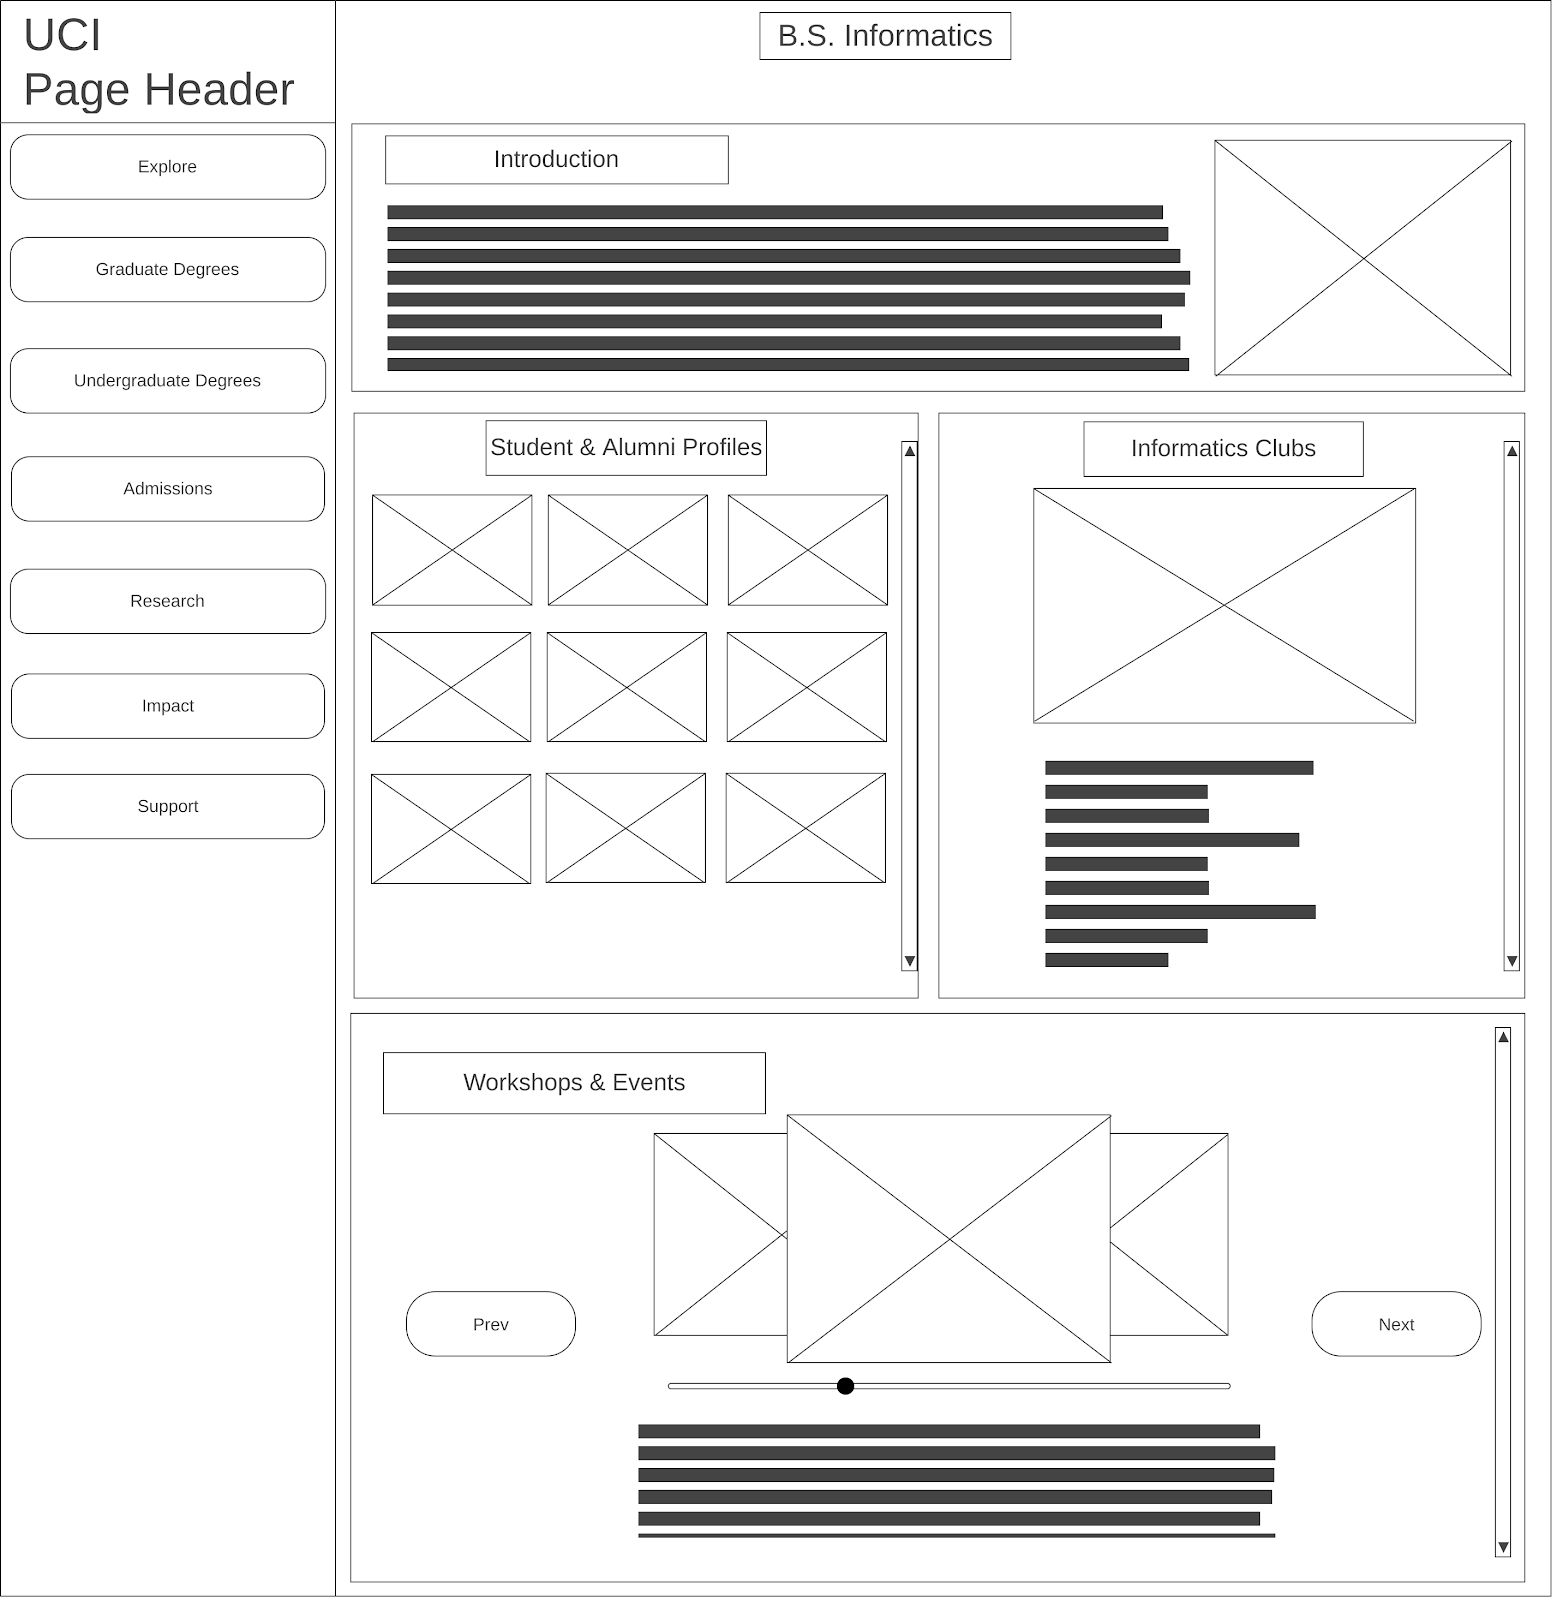 UCI
Page Header
B.S. Informatics
Explore
Graduate Degrees
Undergraduate Degrees
Admissions
Research
Impact
Support
Introduction
Student & Alumni Profiles
Informatics Clubs
Workshops & Events
Prev
Next